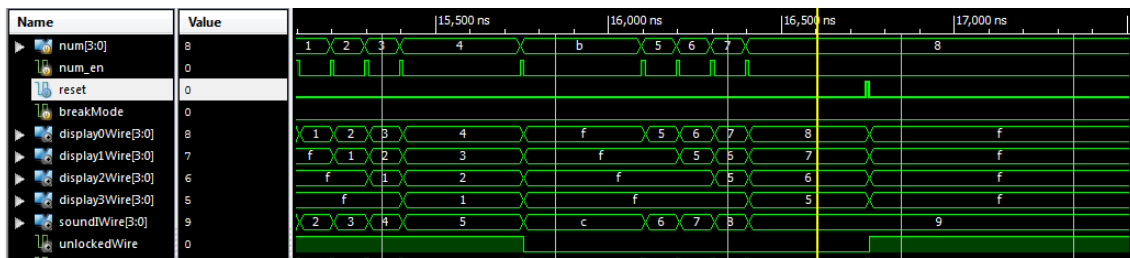 Name Value 15,500 ns 16,000 ns 16,500 ns 17,000 ns
num[3:0] 8 1 2 3 4 b 5 6 7 8
num_en 0
reset 0
breakMode 0
display0Wire[3:0] 8 1 2 3 4 f 5 6 7 8 f
display1Wire[3:0] 7 f 1 2 3 f 5 6 7 f
display2Wire[3:0] 6 f 1 2 f 5 6 f
display3Wire[3:0] 5 f 1 f 5 f
soundIWire[3:0] 9 2 3 4 5 c 6 7 8 9
unlockedWire 0